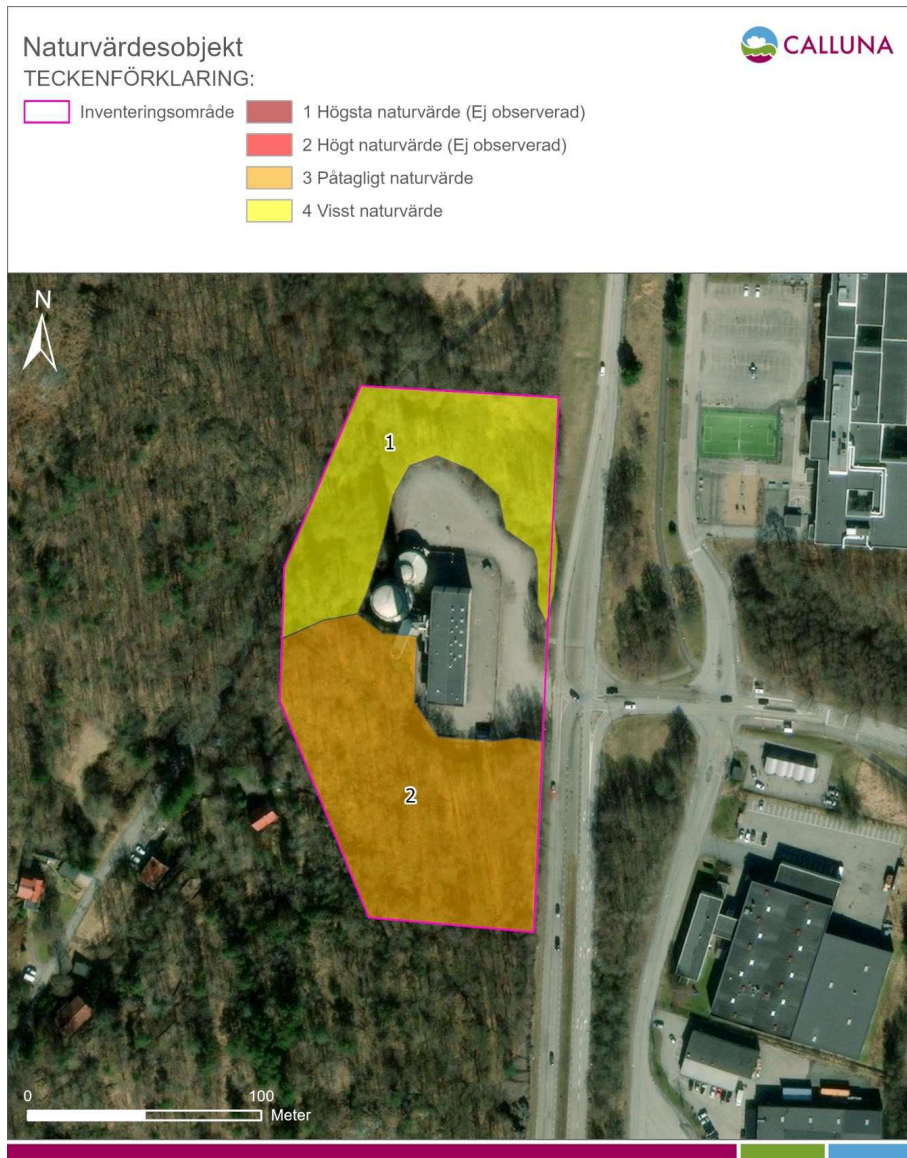 Naturvärdesobjekt
CALLUNA
TECKENFÖRKLARING:
Inventeringsområde
1 Högsta naturvärde (Ej observerad)
2 Högt naturvärde (Ej observerad)
3 Påtagligt naturvärde
4 Visst naturvärde
N
1
2
0 100
Meter